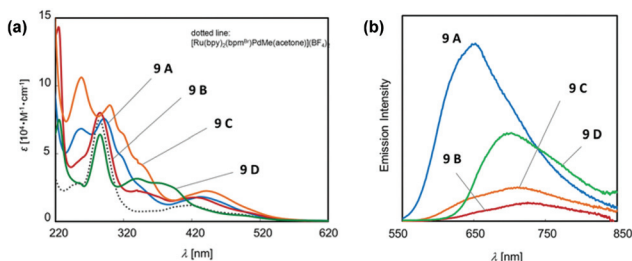 (a)
dotted line:
[Ru(bpy)₂(bpmᴮʳ)PdMe(acetone)](BF₄)₂
9 A
9 B
9 C
9 D
ε [10⁴•M⁻¹•cm⁻¹]
15
10
5
0
220 320 420 520 620
λ [nm]
(b)
9 A
9 C
9 D
9 B
Emission Intensity
550 650 750 850
λ [nm]